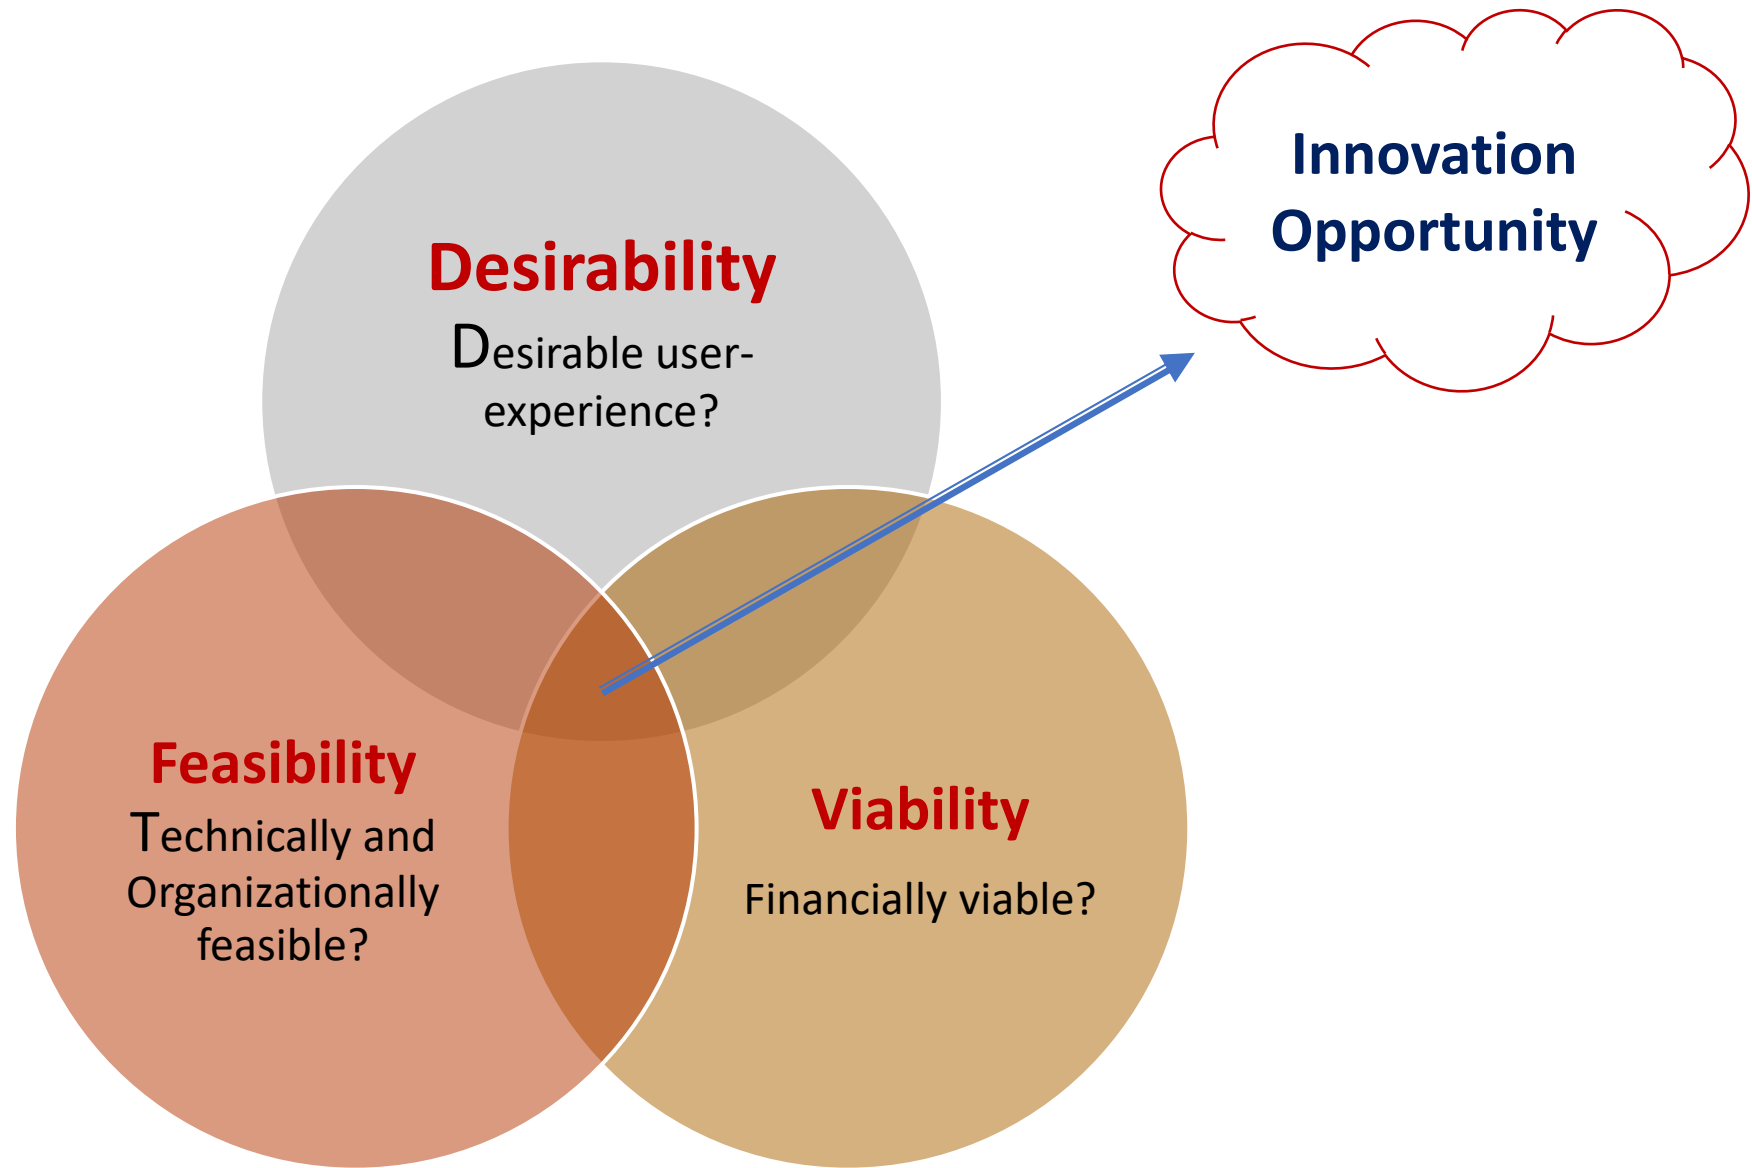 Innovation
Opportunity
Desirability
Desirable user-
experience?
Feasibility
Technically and
Organizationally
feasible?
Viability
Financially viable?